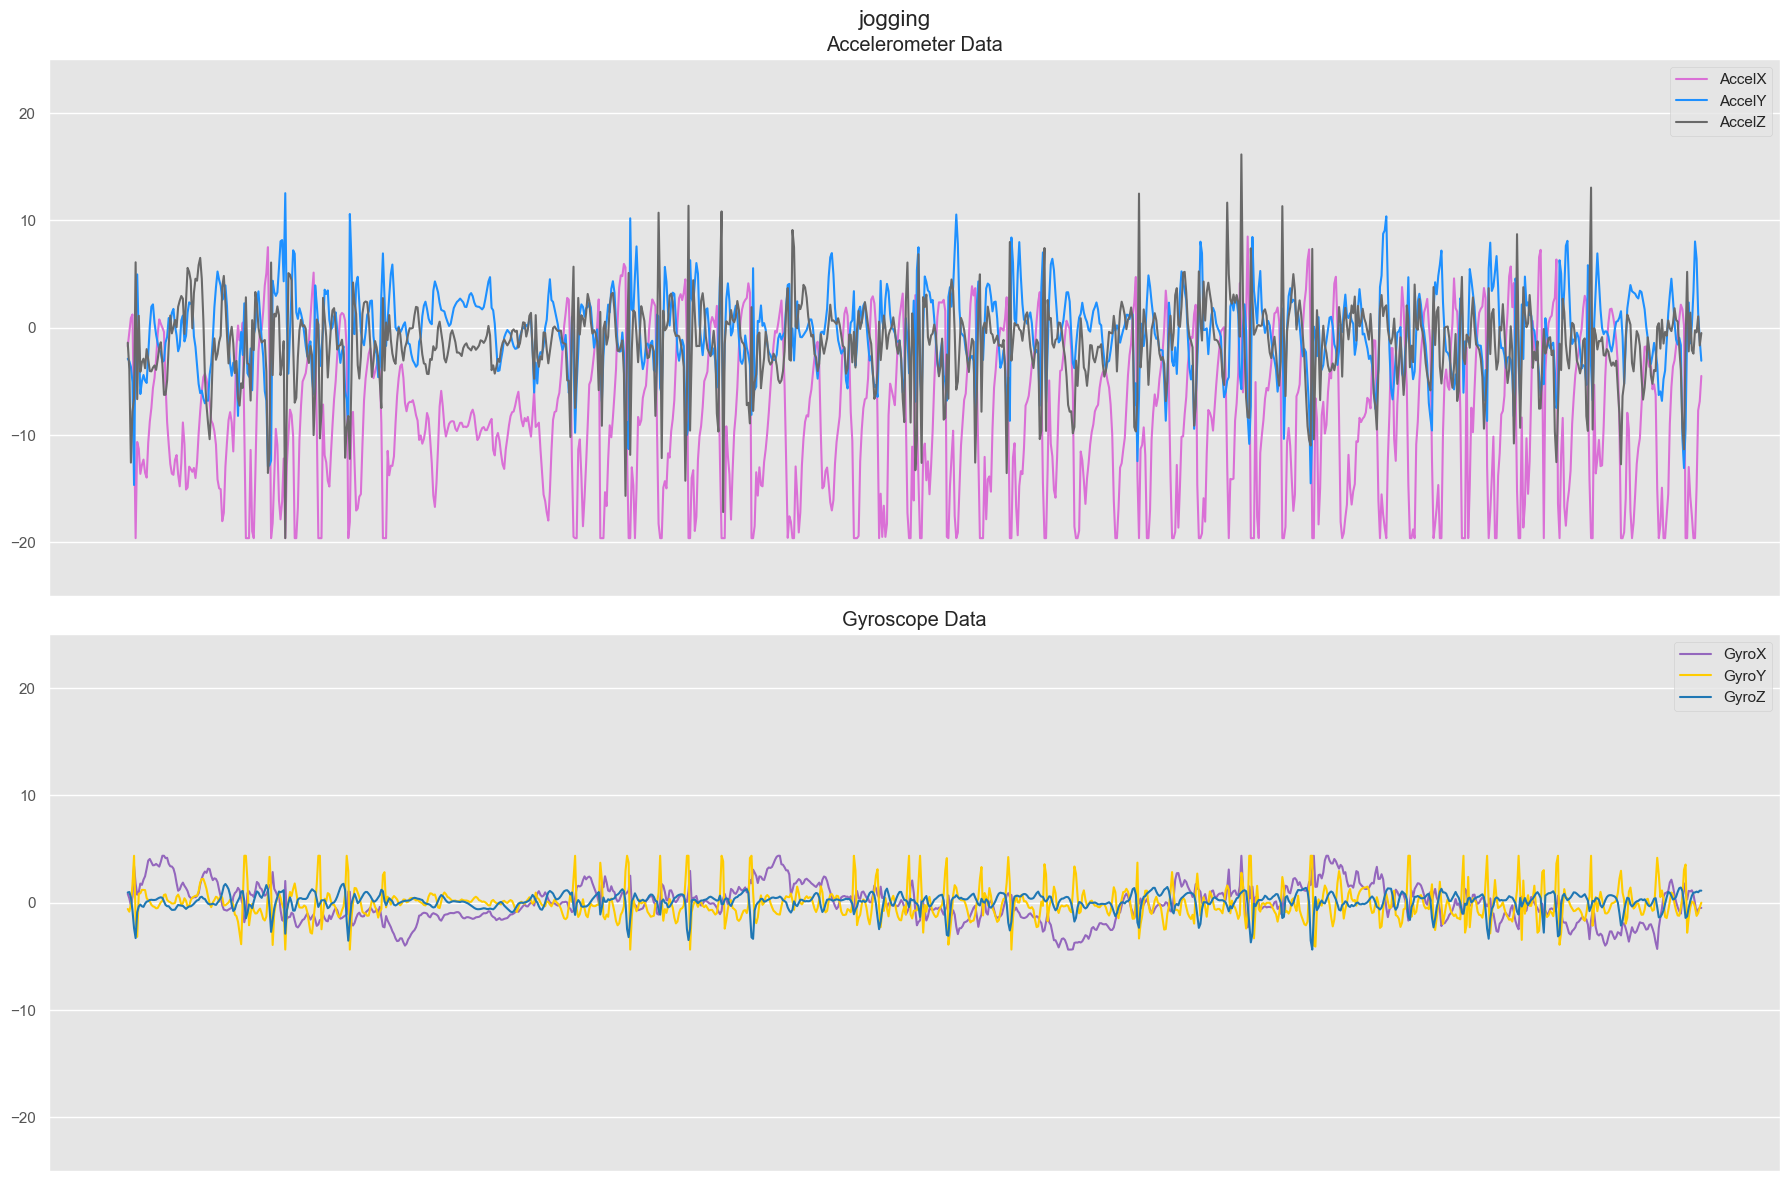 jogging
Accelerometer Data
AccelX
AccelY
AccelZ
20
10
0
−10
−20
Gyroscope Data
GyroX
GyroY
GyroZ
20
10
0
−10
−20